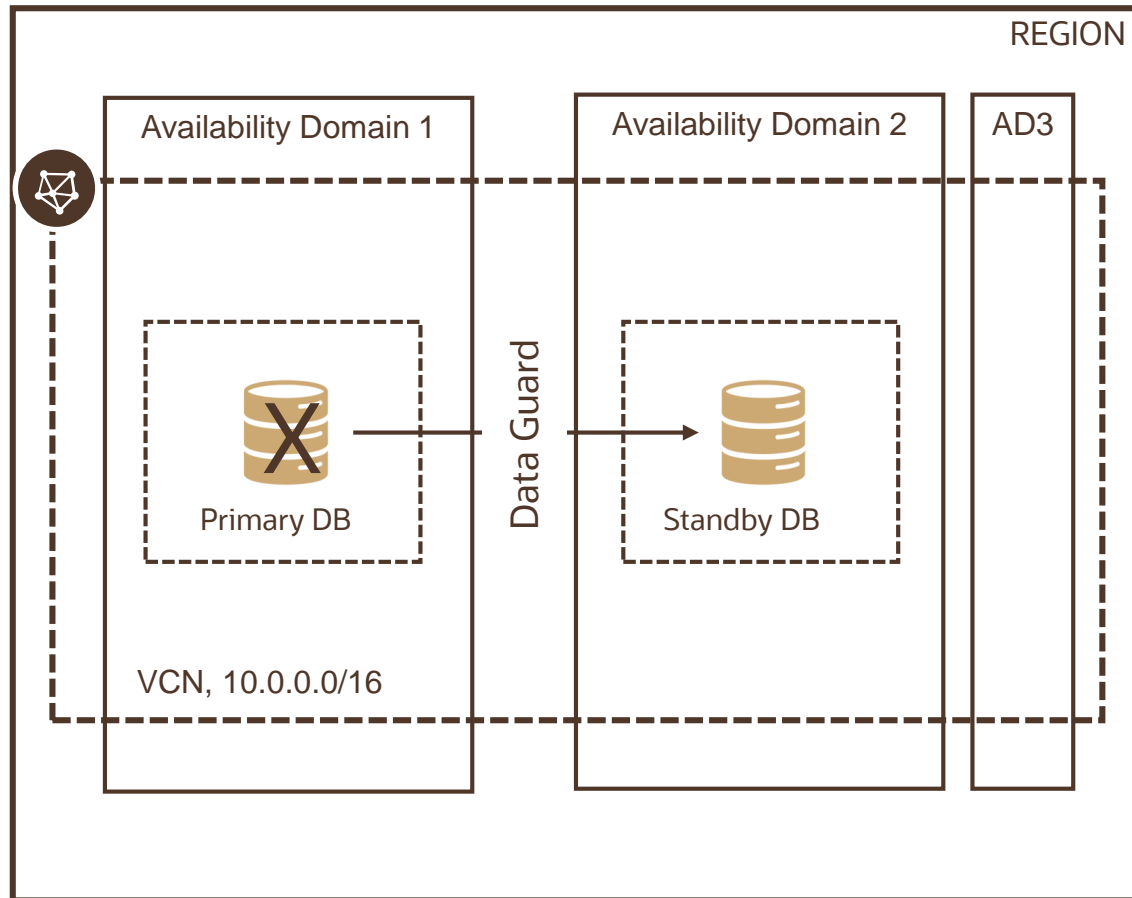 REGION
Availability Domain 1
Availability Domain 2
AD3
X
Primary DB
Data Guard
Standby DB
VCN, 10.0.0.0/16